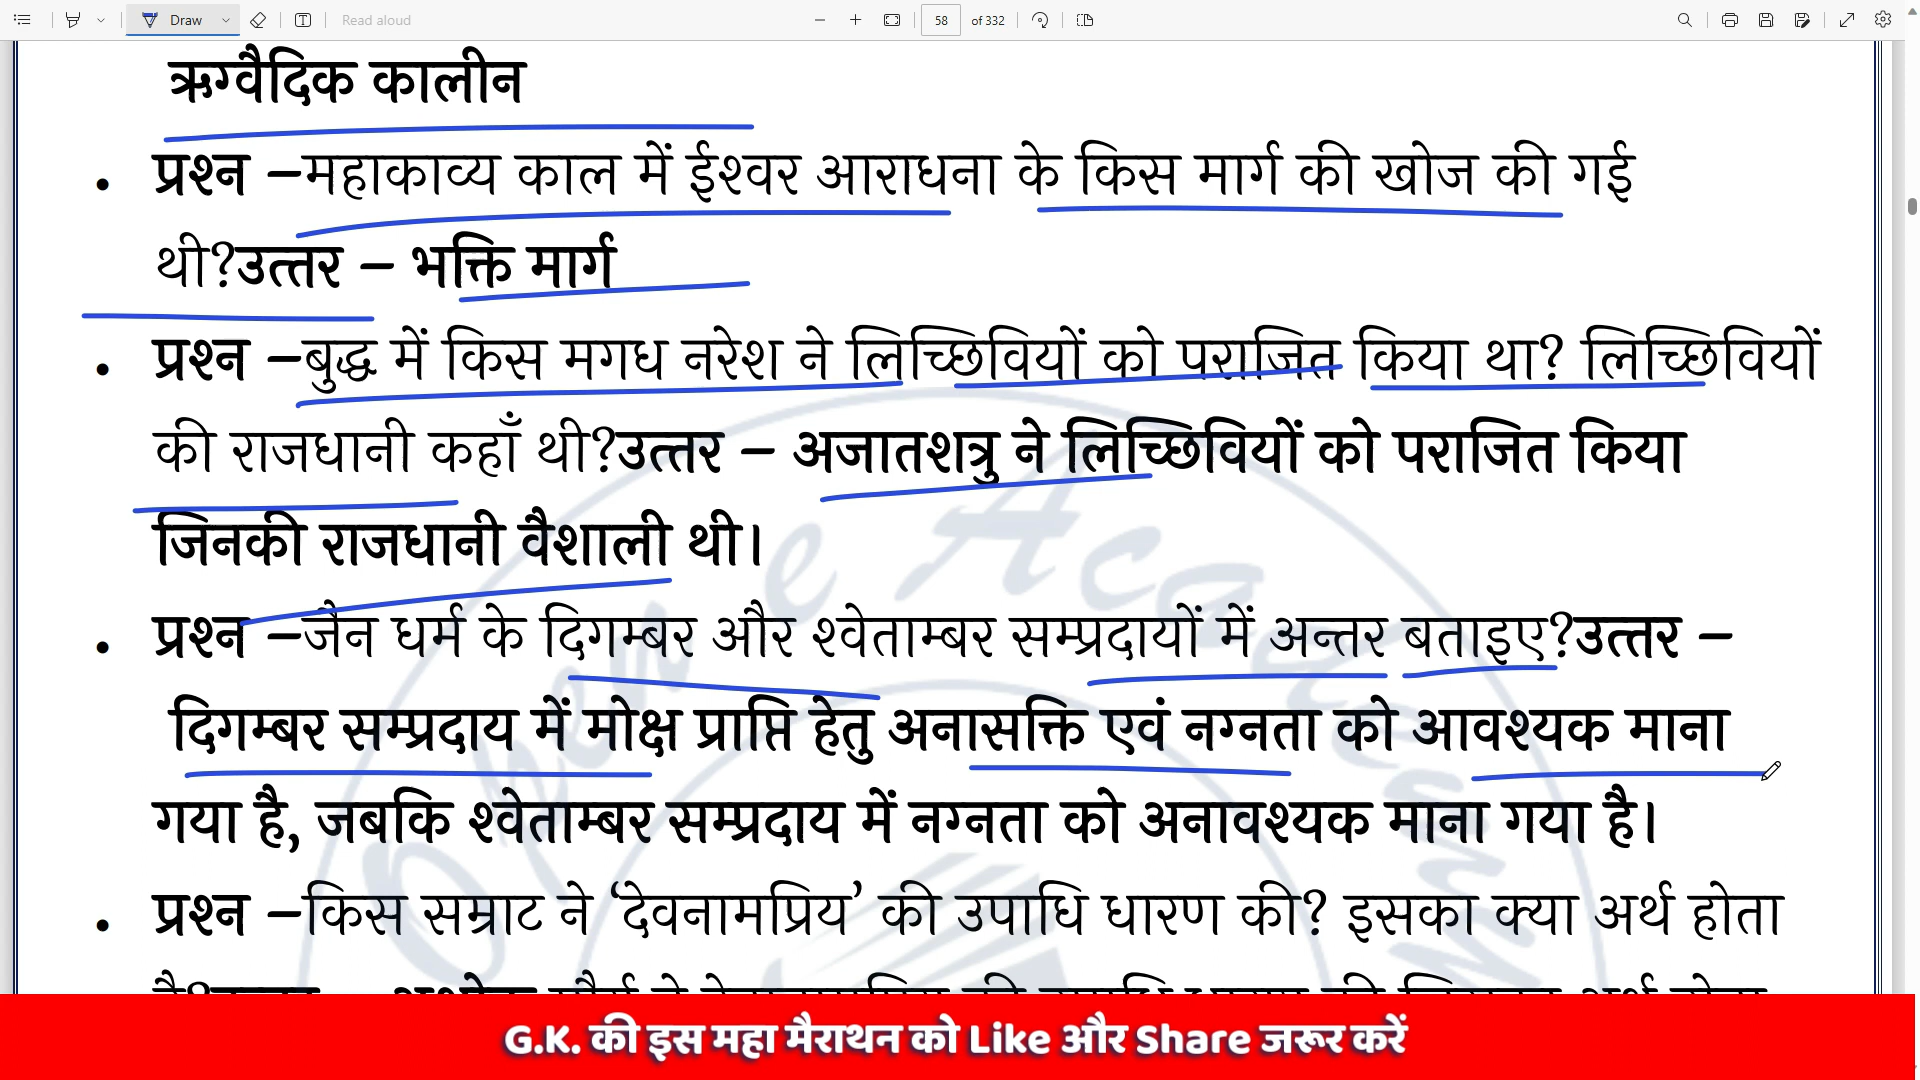 Draw
Read aloud
58 of 332
ऋग्वैदिक कालीन
• प्रश्न –महाकाव्य काल में ईश्वर आराधना के किस मार्ग की खोज की गई
थी?उत्तर – भक्ति मार्ग
• प्रश्न –बुद्ध में किस मगध नरेश ने लिच्छिवियों को पराजित किया था? लिच्छिवियों
की राजधानी कहाँ थी?उत्तर – अजातशत्रु ने लिच्छिवियों को पराजित किया
जिनकी राजधानी वैशाली थी।
• प्रश्न –जैन धर्म के दिगम्बर और श्वेताम्बर सम्प्रदायों में अन्तर बताइए?उत्तर –
दिगम्बर सम्प्रदाय में मोक्ष प्राप्ति हेतु अनासक्ति एवं नग्नता को आवश्यक माना
गया है, जबकि श्वेताम्बर सम्प्रदाय में नग्नता को अनावश्यक माना गया है।
• प्रश्न –किस सम्राट ने ‘देवनामप्रिय’ की उपाधि धारण की? इसका क्या अर्थ होता
Open e Academy
G.K. की इस महा मैराथन को Like और Share जरूर करें